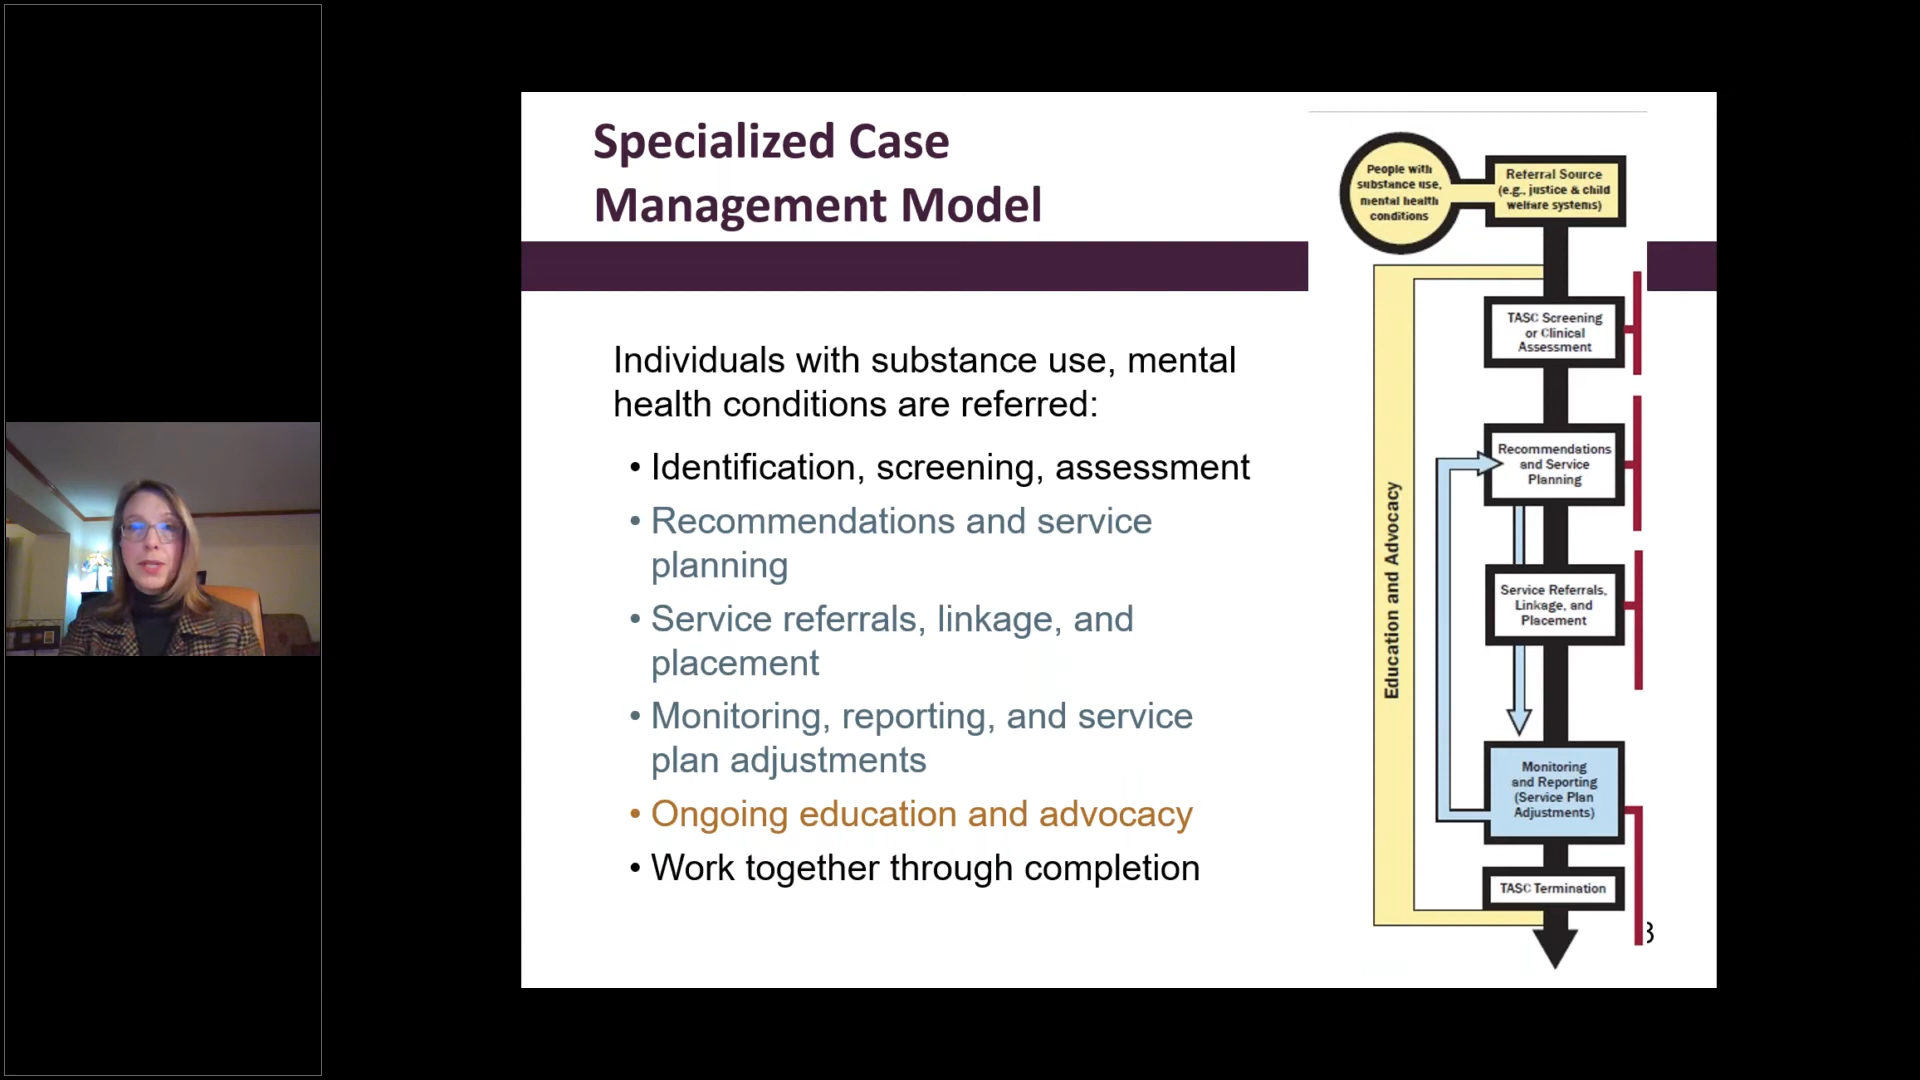 Specialized Case
Management Model
Individuals with substance use, mental
health conditions are referred:
• Identification, screening, assessment
• Recommendations and service
planning
• Service referrals, linkage, and
placement
• Monitoring, reporting, and service
plan adjustments
• Ongoing education and advocacy
• Work together through completion
People with
substance use,
mental health
conditions
Referral Source
(e.g., justice & child
welfare systems)
TASC Screening
or Clinical
Assessment
Recommendations
and Service
Planning
Education and Advocacy
Service Referrals,
Linkage, and
Placement
Monitoring
and Reporting
(Service Plan
Adjustments)
TASC Termination